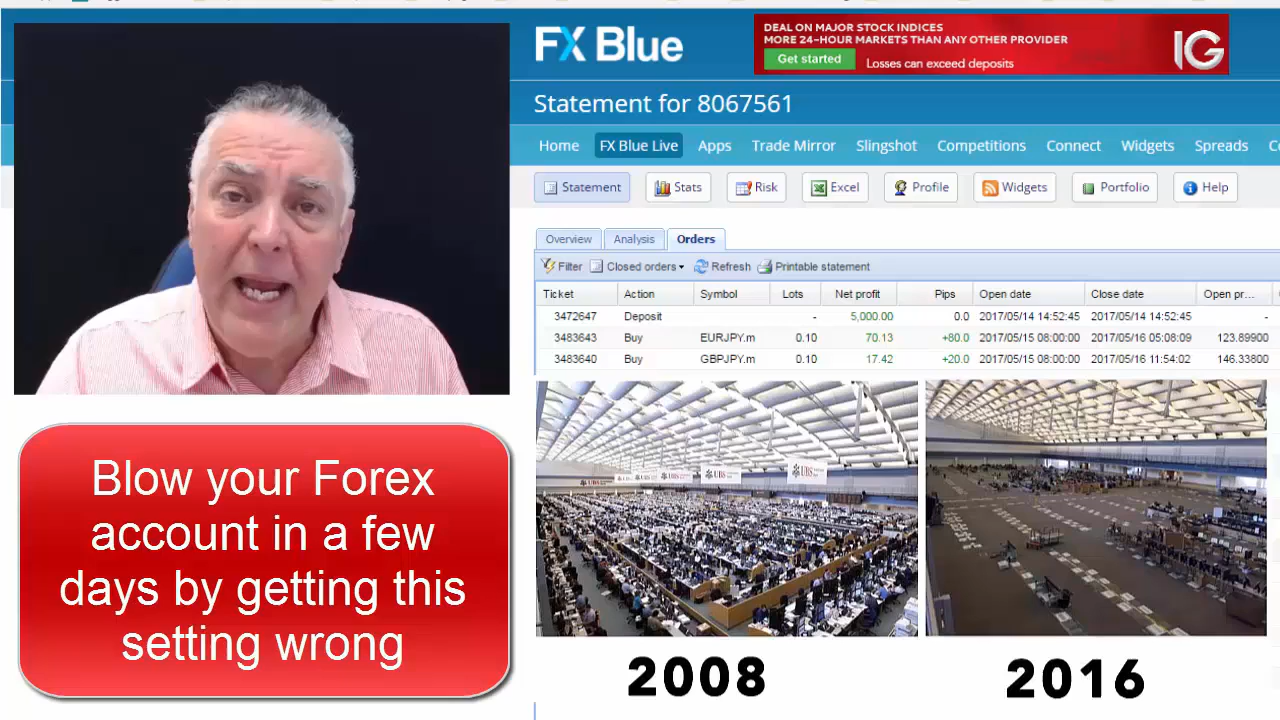 FX Blue
DEAL ON MAJOR STOCK INDICES
MORE 24-HOUR MARKETS THAN ANY OTHER PROVIDER
Get started
Losses can exceed deposits
IG
Statement for 8067561
Home FX Blue Live Apps Trade Mirror Slingshot Competitions Connect Widgets Spreads
Statement Stats Risk Excel Profile Widgets Portfolio Help
Overview Analysis Orders
Filter Closed orders Refresh Printable statement
Ticket Action Symbol Lots Net profit Pips Open date Close date Open pr...
3472647 Deposit - 5,000.00 0.0 2017/05/14 14:52:45 2017/05/14 14:52:45
3483643 Buy EURJPY.m 0.10 70.13 +80.0 2017/05/15 08:00:00 2017/05/16 05:08:09 123.89900
3483640 Buy GBPJPY.m 0.10 17.42 +20.0 2017/05/15 08:00:00 2017/05/16 11:54:02 146.33800
UBS UBS UBS
2008 2016
Blow your Forex
account in a few
days by getting this
setting wrong